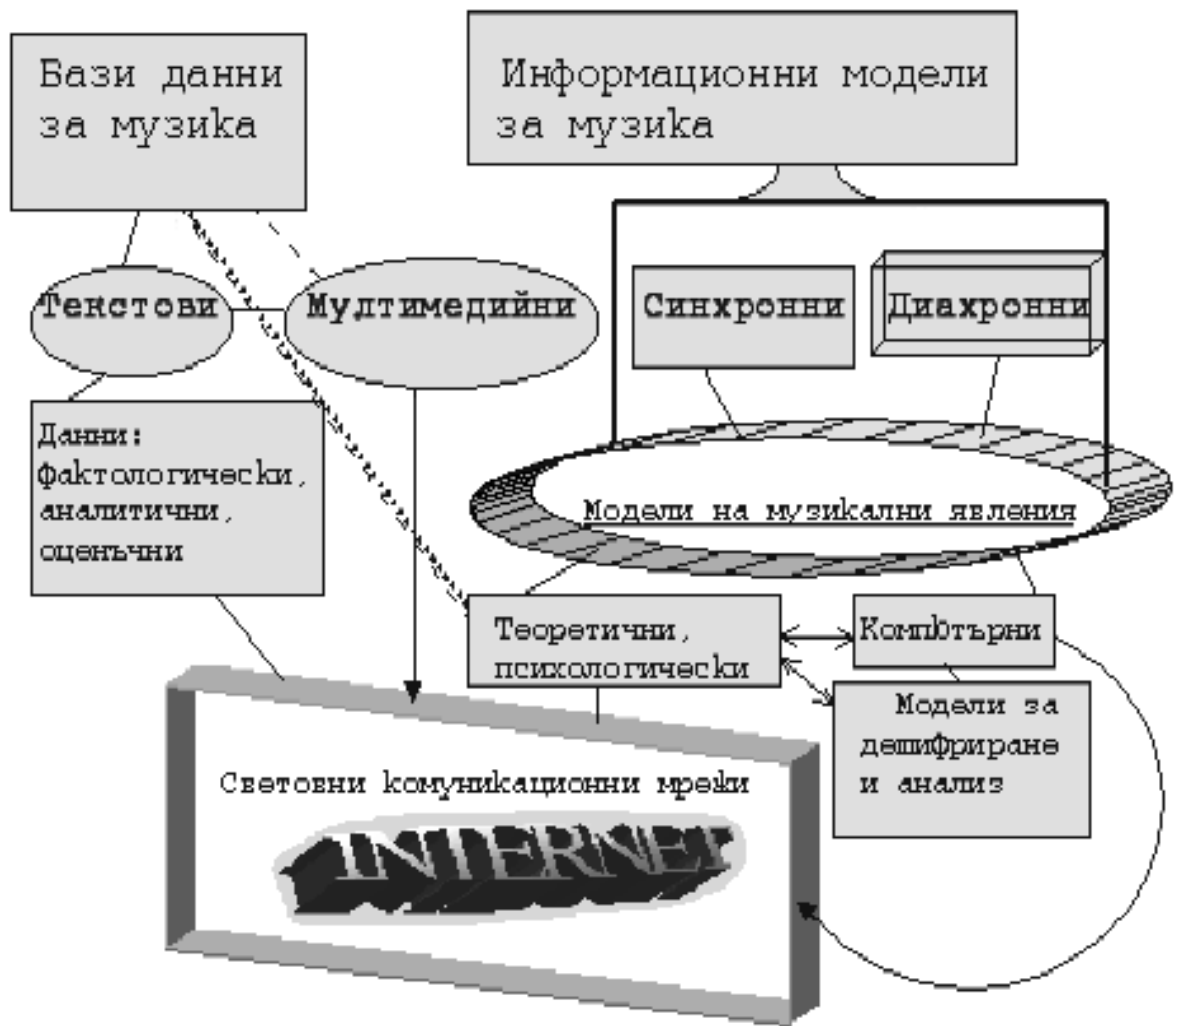 Бази данни
за музика
Информационни модели
за музика
Текстови
Мултимедийни
Синхронни
Диахронни
Данни:
фактологически,
аналитични,
оценъчни
Модели на музикални явления
Теоретични,
психологически
Компютърни
Модели за
дешифриране
и анализ
Световни комуникационни мрежи
INTERNET